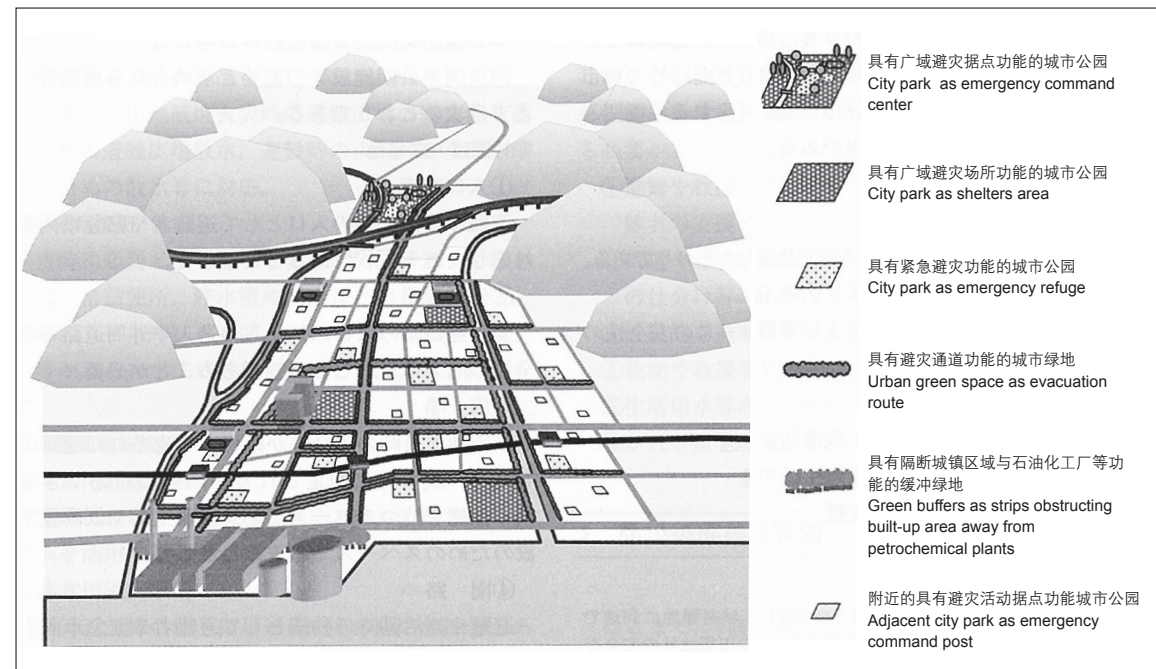 具有广域避灾据点功能的城市公园
City park as emergency command
center
具有广域避灾场所功能的城市公园
City park as shelters area
具有紧急避灾功能的城市公园
City park as emergency refuge
具有避灾通道功能的城市绿地
Urban green space as evacuation
route
具有隔断城镇区域与石油化工厂等功
能的缓冲绿地
Green buffers as strips obstructing
built-up area away from
petrochemical plants
附近的具有避灾活动据点功能城市公园
Adjacent city park as emergency
command post